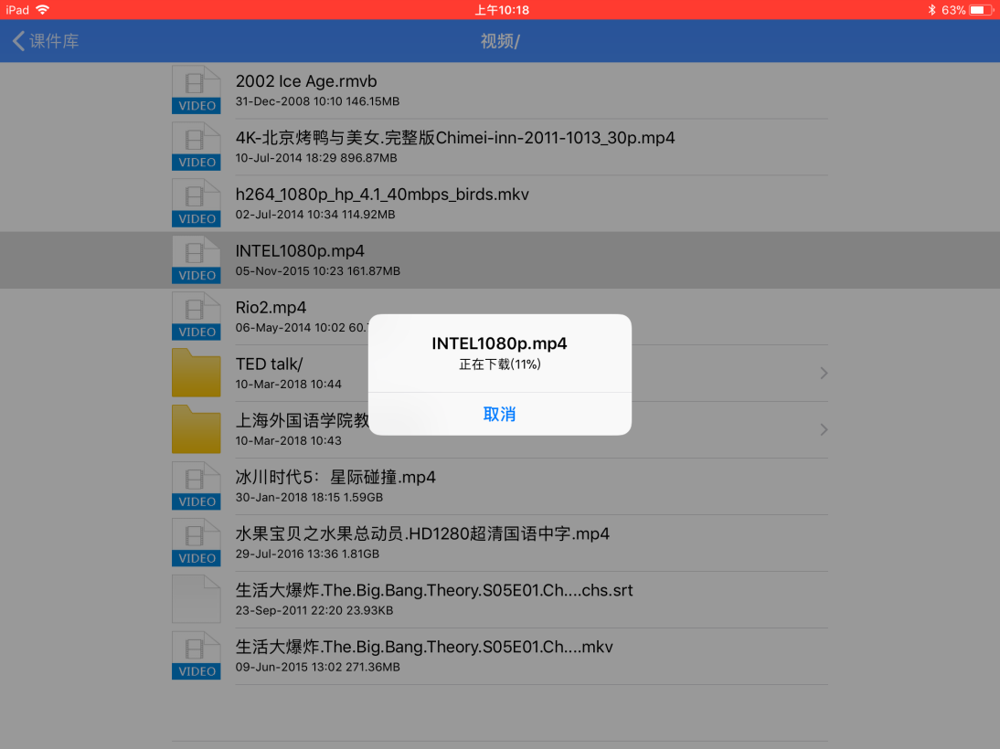 iPad 上午10:18 63%
课件库 视频/
2002 Ice Age.rmvb
VIDEO 31-Dec-2008 10:10 146.15MB
4K-北京烤鸭与美女.完整版Chimei-inn-2011-1013_30p.mp4
VIDEO 10-Jul-2014 18:29 896.87MB
h264_1080p_hp_4.1_40mbps_birds.mkv
VIDEO 02-Jul-2014 10:34 114.92MB
INTEL1080p.mp4
VIDEO 05-Nov-2015 10:23 161.87MB
Rio2.mp4
VIDEO 06-May-2014 10:02 60.
INTEL1080p.mp4
正在下载(11%)
取消
TED talk/
10-Mar-2018 10:44
上海外国语学院教
10-Mar-2018 10:43
冰川时代5：星际碰撞.mp4
VIDEO 30-Jan-2018 18:15 1.59GB
水果宝贝之水果总动员.HD1280超清国语中字.mp4
VIDEO 29-Jul-2016 13:36 1.81GB
生活大爆炸.The.Big.Bang.Theory.S05E01.Ch....chs.srt
23-Sep-2011 22:20 23.93KB
生活大爆炸.The.Big.Bang.Theory.S05E01.Ch....mkv
VIDEO 09-Jun-2015 13:02 271.36MB